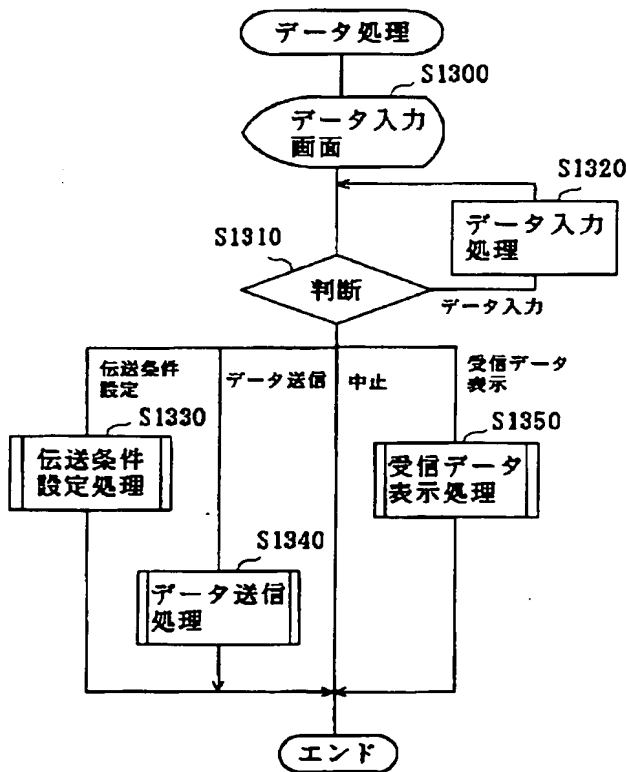 データ処理
S1300
データ入力
画面
S1320
データ入力
処理
S1310
判断
データ入力
伝送条件
設定
データ送信
中止
受信データ
表示
S1330
伝送条件
設定処理
S1350
受信データ
表示処理
S1340
データ送信
処理
エンド